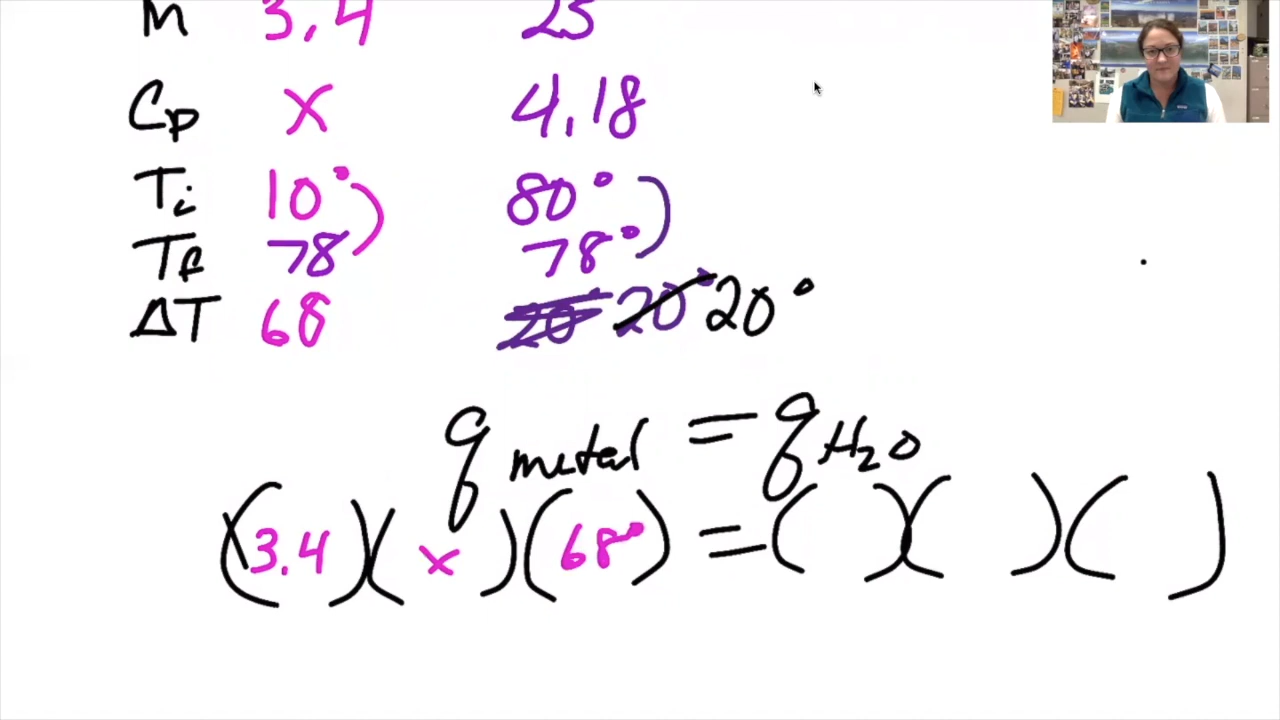 M 3.4 25
Cp x 4.18
Ti 10° 80°
Tf 78 78°
ΔT 68 20 20° 20°
q metal = q H₂O
(3.4)(x)(68°) = ( )( )( )